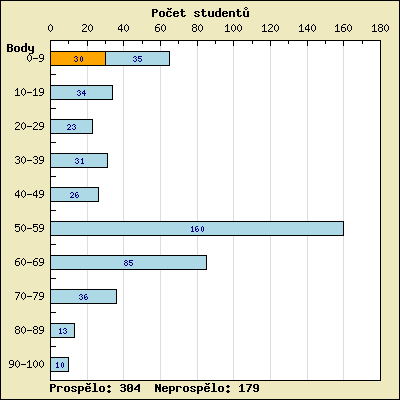 Počet studentů
0 20 40 60 80 100 120 140 160 180
Body
0-9 30 35
10-19 34
20-29 23
30-39 31
40-49 26
50-59 160
60-69 85
70-79 36
80-89 13
90-100 10
Prospělo: 304 Neprospělo: 179